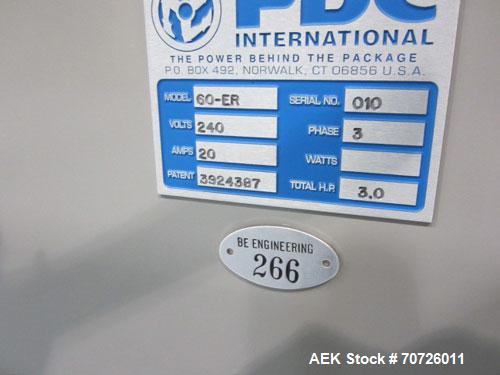 PDC
INTERNATIONAL
THE POWER BEHIND THE PACKAGE
P.O. BOX 492, NORWALK, CT 06856 U.S.A.
MODEL 60-ER SERIAL NO. 010
VOLTS 240 PHASE 3
AMPS 20 WATTS
PATENT 3924387 TOTAL H.P. 3.0
BE ENGINEERING
266
AEK Stock # 70726011